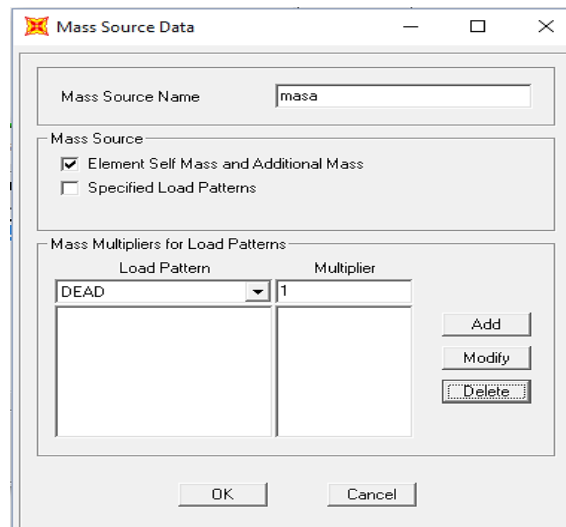 Mass Source Data
Mass Source Name masa
Mass Source
Element Self Mass and Additional Mass
Specified Load Patterns
Mass Multipliers for Load Patterns
Load Pattern Multiplier
DEAD 1
Add
Modify
Delete
OK Cancel